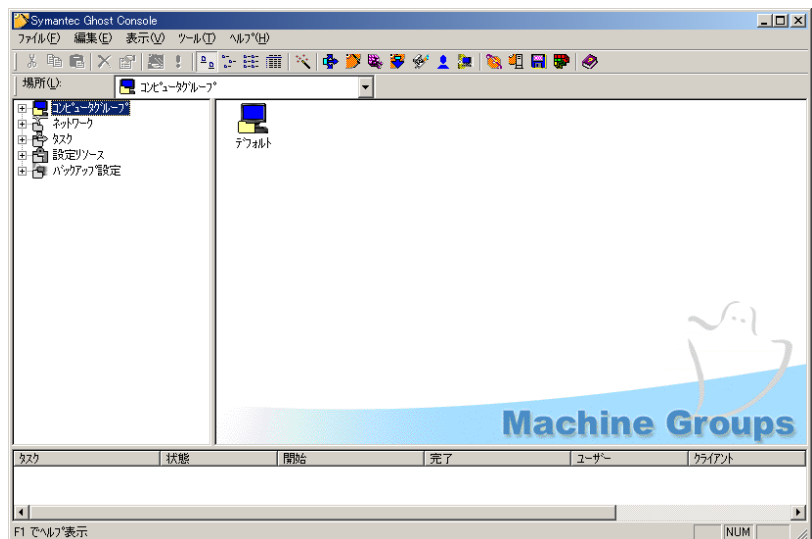 Symantec Ghost Console
ファイル(F) 編集(E) 表示(V) ツール(T) ヘルプ(H)
場所(L): コンピュータグループ
コンピュータグループ
ネットワーク
タスク
設定リソース
バックアップ設定
デフォルト
Machine Groups
タスク 状態 開始 完了 ユーザー クライアント
F1 でヘルプ表示 NUM